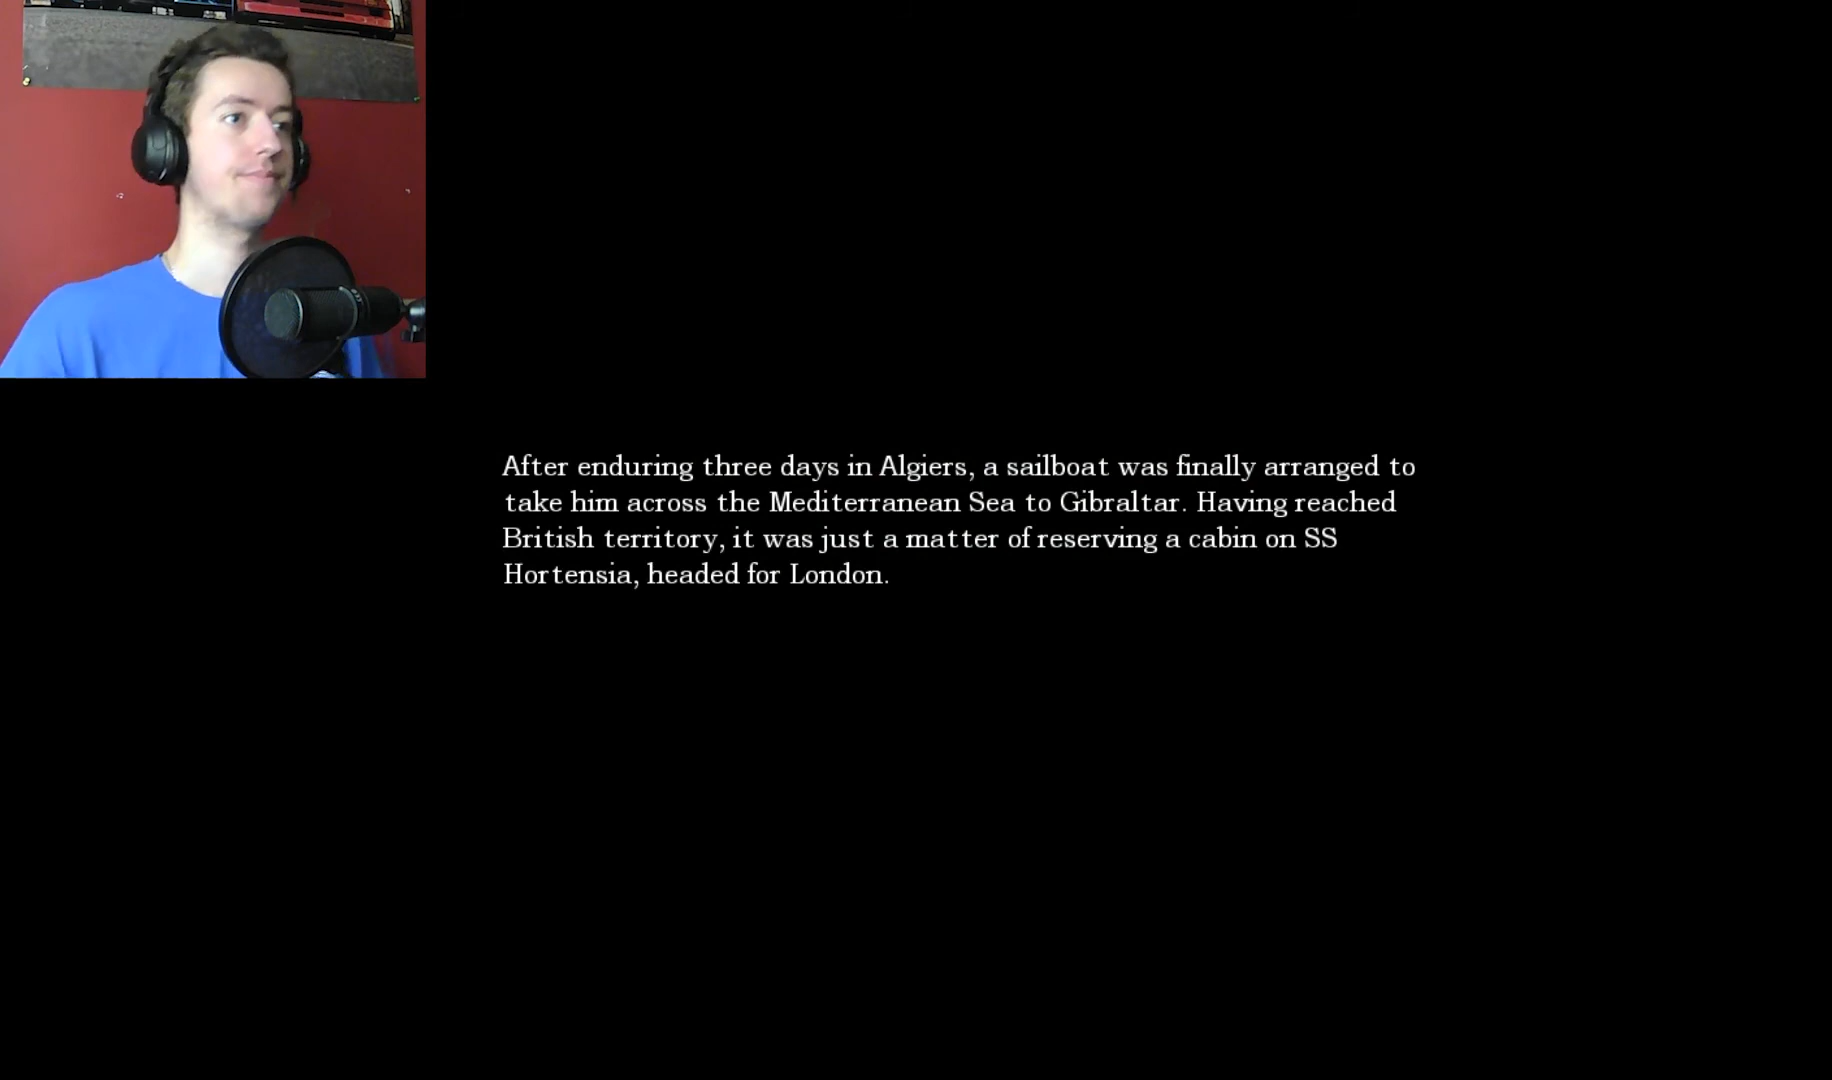 After enduring three days in Algiers, a sailboat was finally arranged to
take him across the Mediterranean Sea to Gibraltar. Having reached
British territory, it was just a matter of reserving a cabin on SS
Hortensia, headed for London.